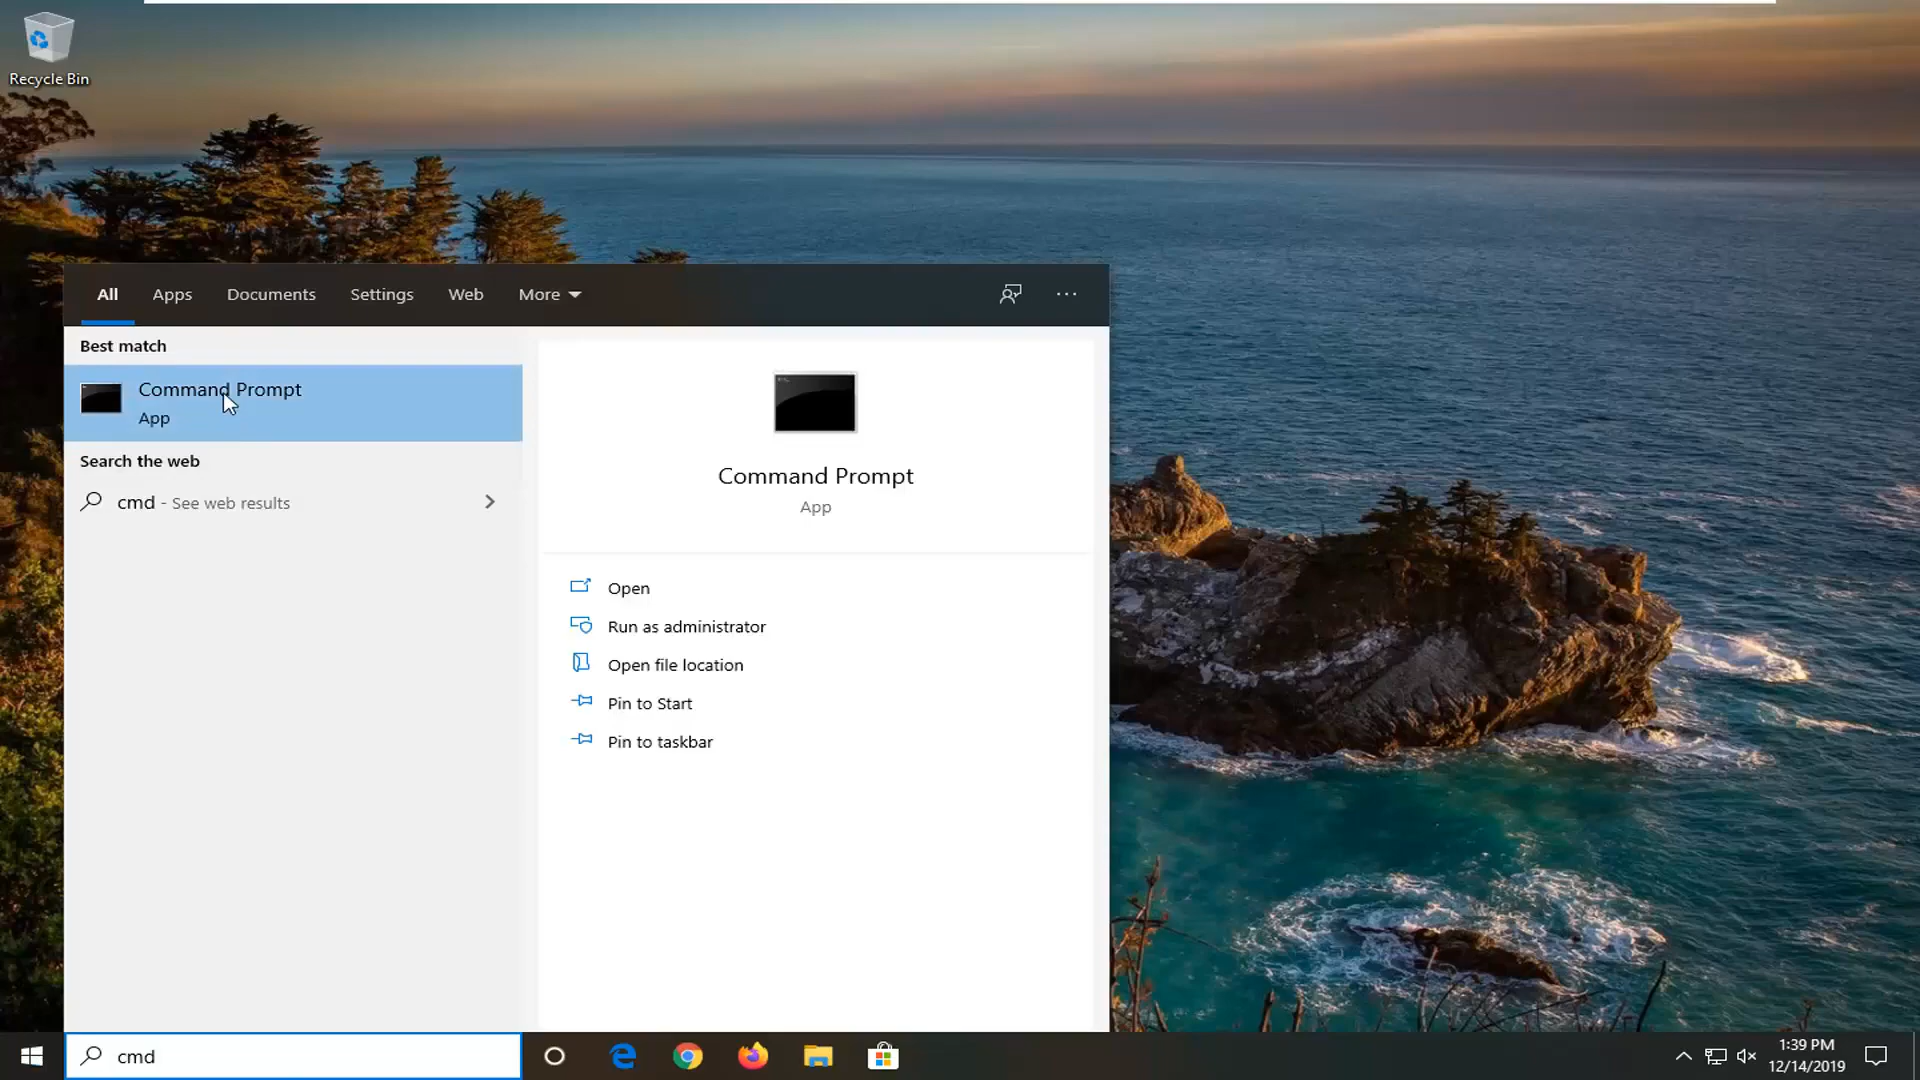 Recycle Bin
All
Apps
Documents
Settings
Web
More
Best match
Command Prompt
App
Search the web
cmd - See web results
Command Prompt
App
Open
Run as administrator
Open file location
Pin to Start
Pin to taskbar
cmd
1:39 PM
12/14/2019